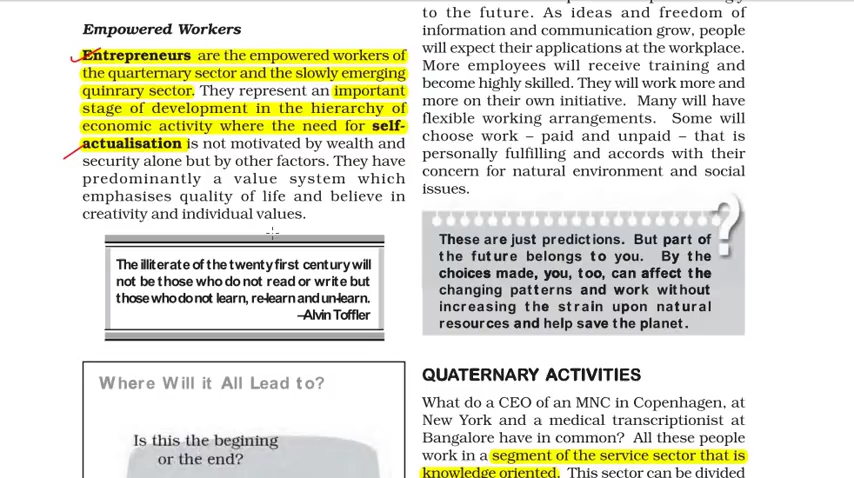 Empowered Workers
Entrepreneurs are the empowered workers of
the quarternary sector and the slowly emerging
quinrary sector. They represent an important
stage of development in the hierarchy of
economic activity where the need for self-
actualisation is not motivated by wealth and
security alone but by other factors. They have
predominantly a value system which
emphasises quality of life and believe in
creativity and individual values.
The illiterate of the twenty first century will
not be those who do not read or write but
those who do not learn, re-learn and un-learn.
–Alvin Toffler
Where Will it All Lead to?
Is this the begining
or the end?
to the future. As ideas and freedom of
information and communication grow, people
will expect their applications at the workplace.
More employees will receive training and
become highly skilled. They will work more and
more on their own initiative. Many will have
flexible working arrangements. Some will
choose work – paid and unpaid – that is
personally fulfilling and accords with their
concern for natural environment and social
issues.
?
These are just predictions. But part of
the future belongs to you. By the
choices made, you, too, can affect the
changing patterns and work without
increasing the strain upon natural
resources and help save the planet.
QUATERNARY ACTIVITIES
What do a CEO of an MNC in Copenhagen, at
New York and a medical transcriptionist at
Bangalore have in common? All these people
work in a segment of the service sector that is
knowledge oriented. This sector can be divided